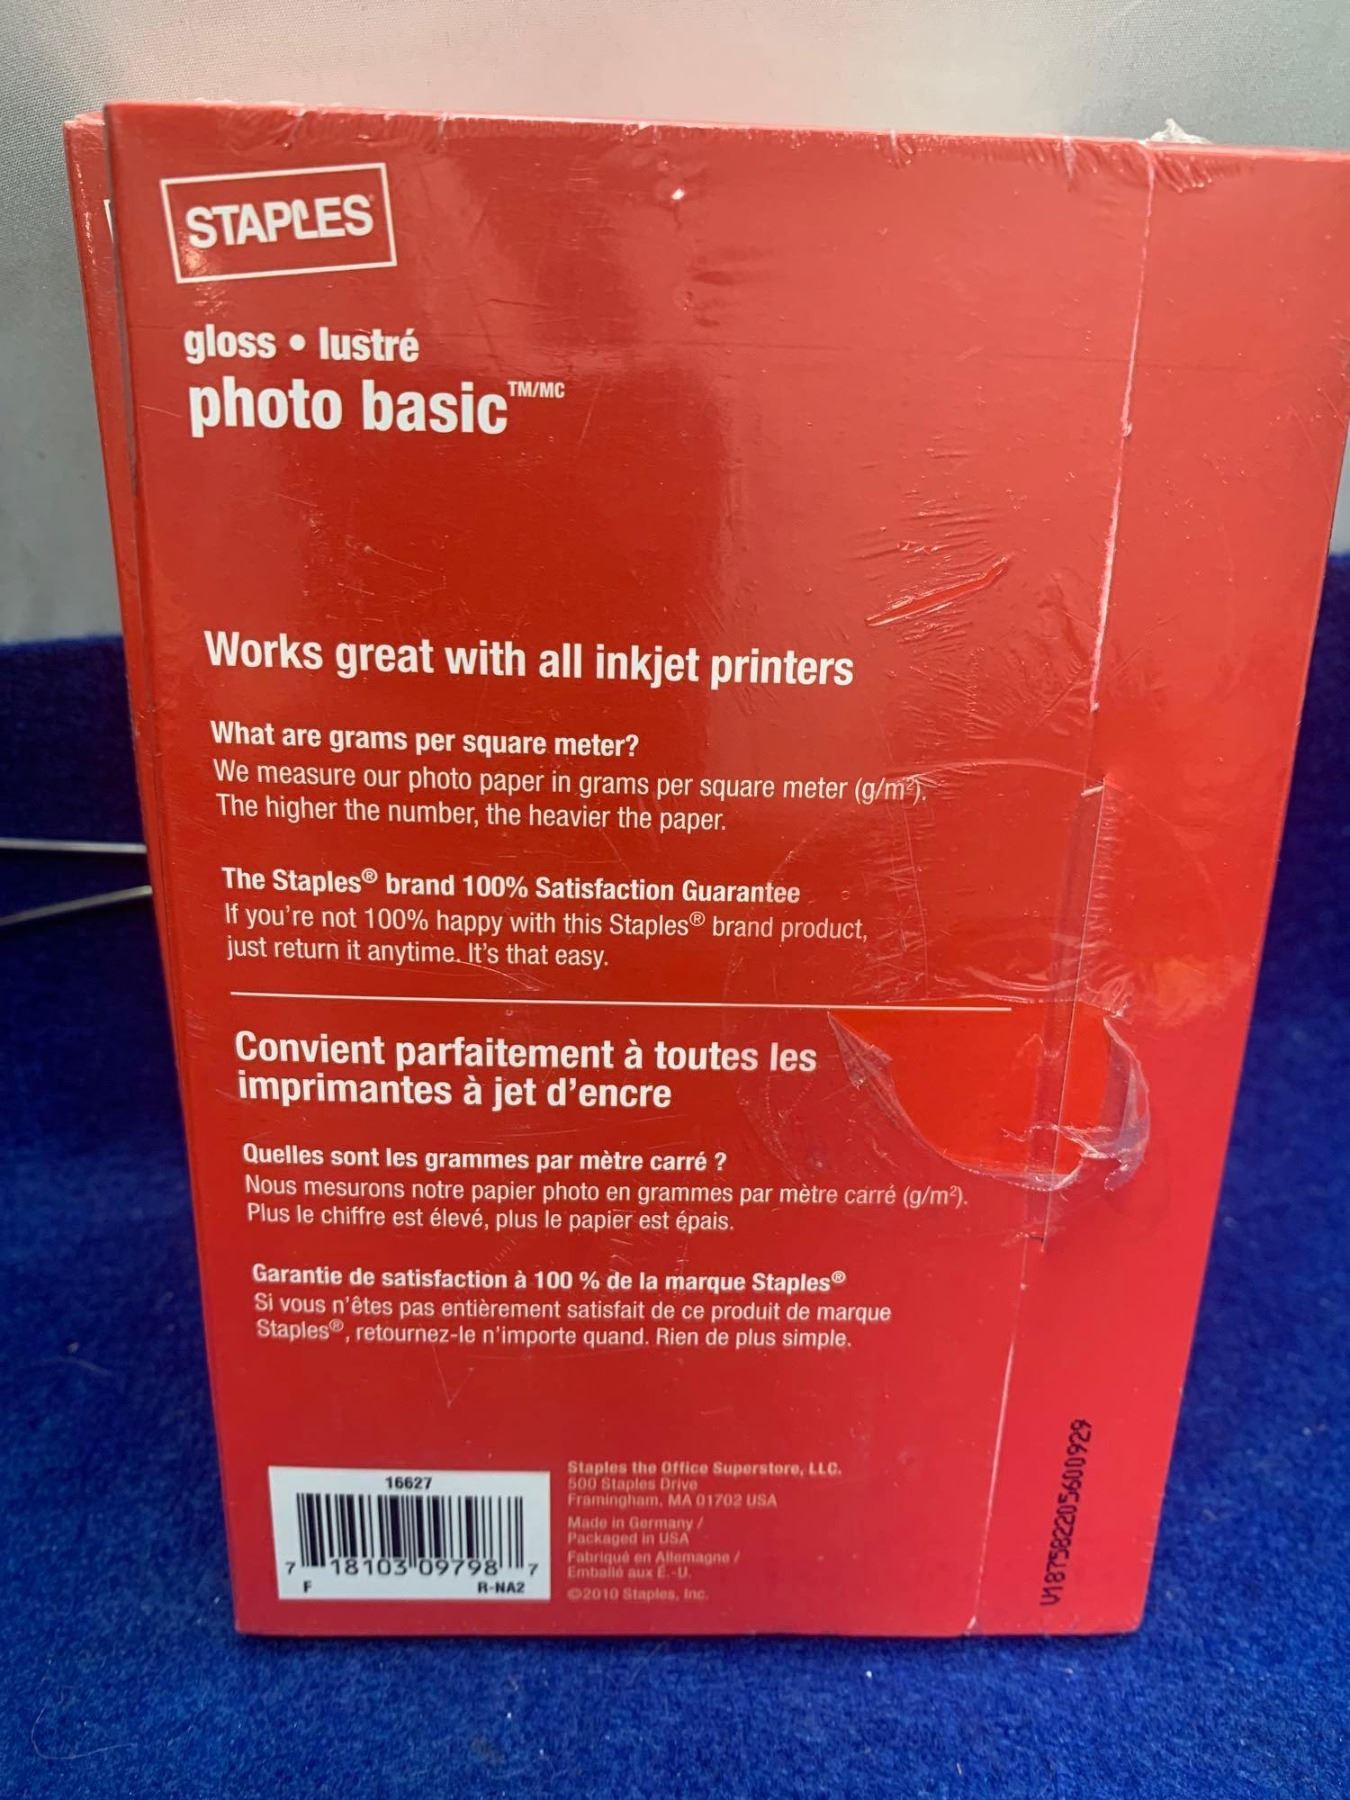 STAPLES
gloss • lustré
photo basic™/MC
Works great with all inkjet printers
What are grams per square meter?
We measure our photo paper in grams per square meter (g/m²).
The higher the number, the heavier the paper.
The Staples® brand 100% Satisfaction Guarantee
If you're not 100% happy with this Staples® brand product,
just return it anytime. It's that easy.
Convient parfaitement à toutes les
imprimantes à jet d'encre
Quelles sont les grammes par mètre carré ?
Nous mesurons notre papier photo en grammes par mètre carré (g/m²).
Plus le chiffre est élevé, plus le papier est épais.
Garantie de satisfaction à 100 % de la marque Staples®
Si vous n'êtes pas entièrement satisfait de ce produit de marque
Staples®, retournez-le n'importe quand. Rien de plus simple.
16627
7 18103 09798 7
F R-NA2
Staples the Office Superstore, LLC.
500 Staples Drive
Framingham, MA 01702 USA
Made in Germany /
Packaged in USA
Fabriqué en Allemagne /
Emballé aux É.-U.
©2010 Staples, Inc.
V187582205600929